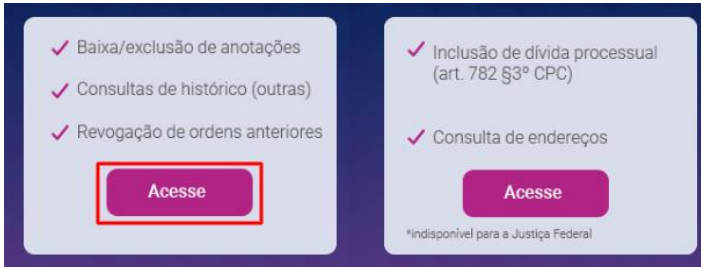 Baixa/exclusão de anotações
Consultas de histórico (outras)
Revogação de ordens anteriores
Acesse
Inclusão de dívida processual
(art. 782 §3º CPC)
Consulta de endereços
Acesse
*Indisponível para a Justiça Federal